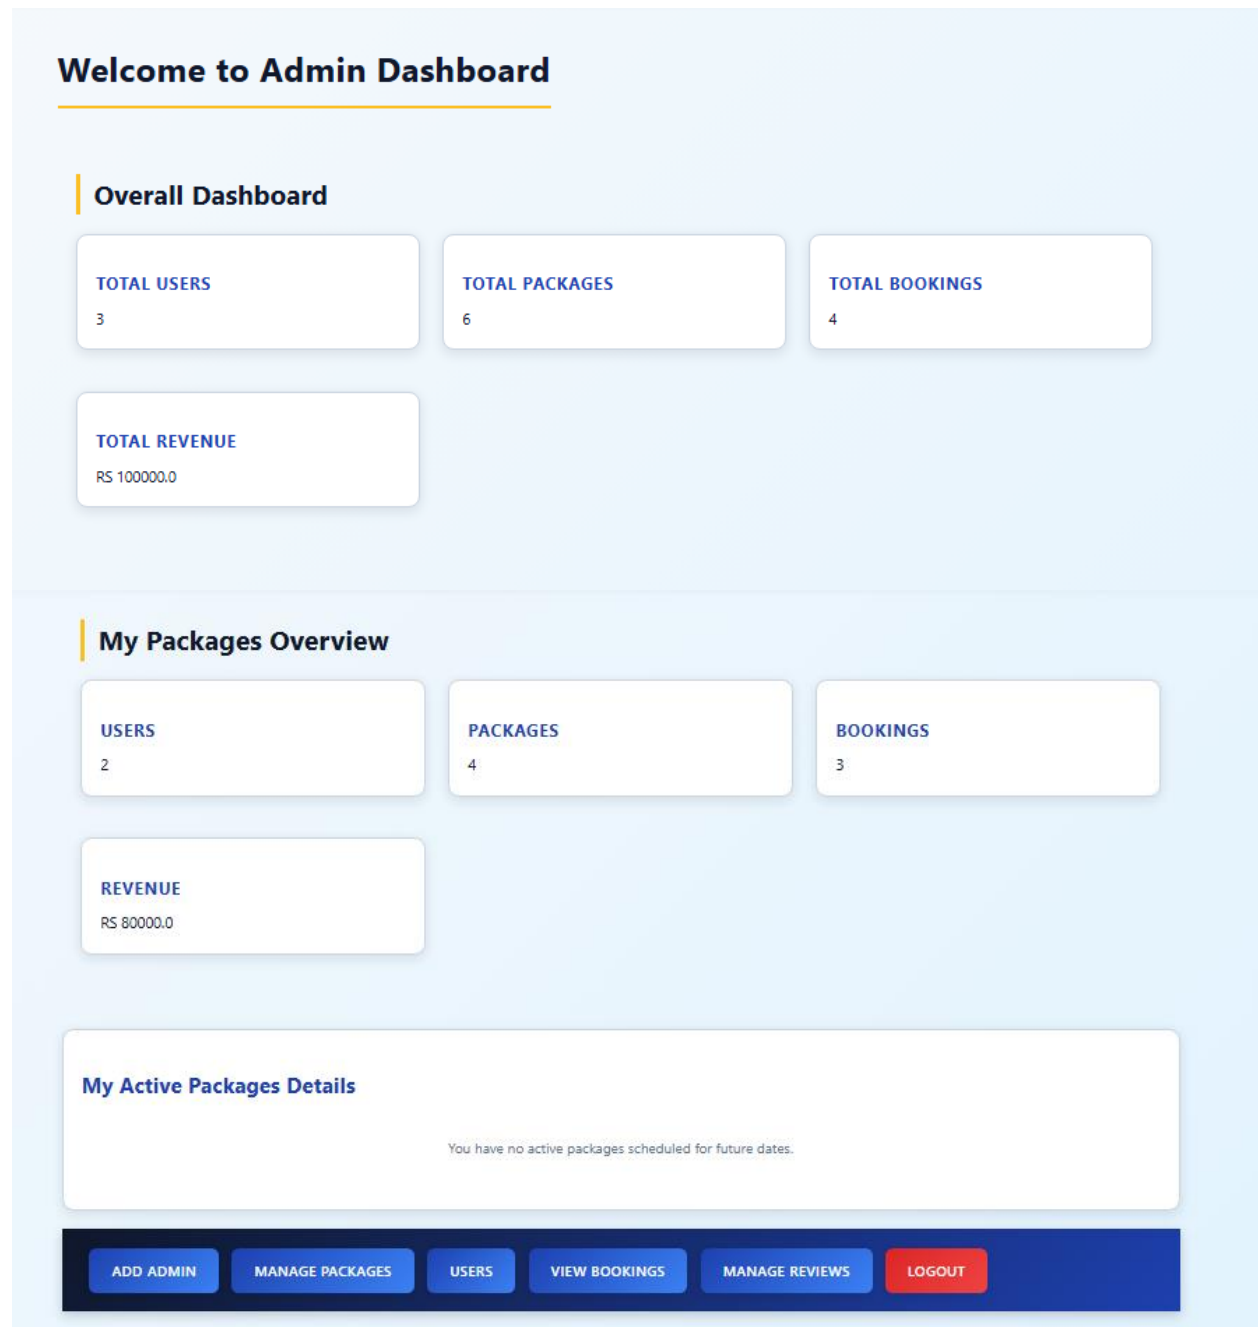 Welcome to Admin Dashboard
Overall Dashboard
TOTAL USERS
3
TOTAL PACKAGES
6
TOTAL BOOKINGS
4
TOTAL REVENUE
RS 100000.0
My Packages Overview
USERS
2
PACKAGES
4
BOOKINGS
3
REVENUE
RS 80000.0
My Active Packages Details
You have no active packages scheduled for future dates.
ADD ADMIN
MANAGE PACKAGES
USERS
VIEW BOOKINGS
MANAGE REVIEWS
LOGOUT